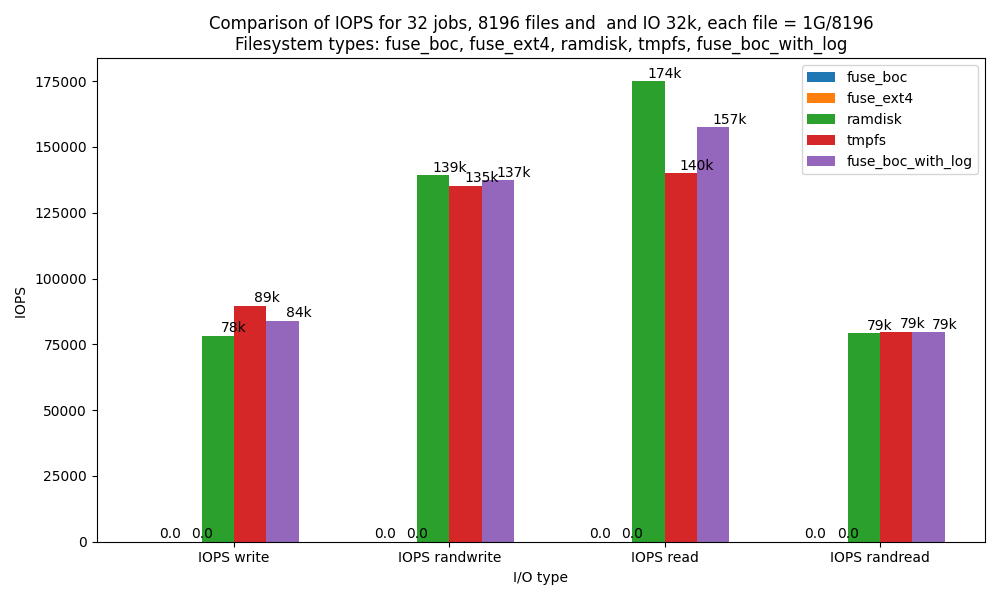 Comparison of IOPS for 32 jobs, 8196 files and  and IO 32k, each file = 1G/8196
Filesystem types: fuse_boc, fuse_ext4, ramdisk, tmpfs, fuse_boc_with_log
fuse_boc
fuse_ext4
ramdisk
tmpfs
fuse_boc_with_log
IOPS
175000
150000
125000
100000
75000
50000
25000
0
0.0 0.0 78k 89k 84k
0.0 0.0 139k 135k 137k
0.0 0.0 174k 140k 157k
0.0 0.0 79k 79k 79k
IOPS write IOPS randwrite IOPS read IOPS randread
I/O type